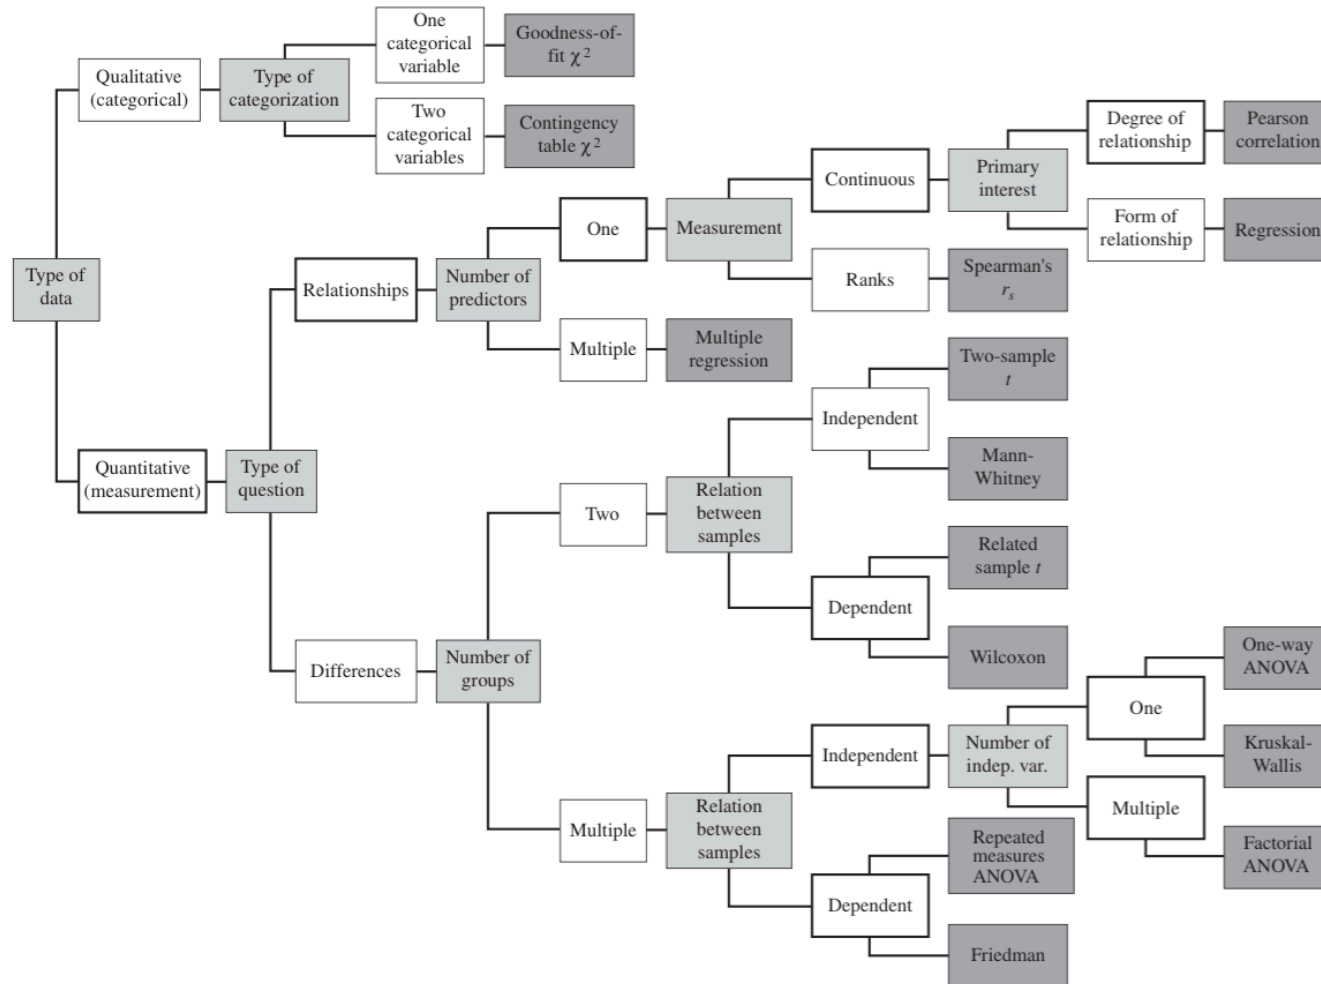 One
categorical
variable
Goodness-of-
fit χ²
Qualitative
(categorical)
Type of
categorization
Two
categorical
variables
Contingency
table χ²
Degree of
relationship
Pearson
correlation
Continuous
Primary
interest
One
Measurement
Form of
relationship
Regression
Type of
data
Relationships
Number of
predictors
Ranks
Spearman's
rₛ
Multiple
Multiple
regression
Two-sample
t
Independent
Mann-
Whitney
Quantitative
(measurement)
Type of
question
Two
Relation
between
samples
Related
sample t
Dependent
Wilcoxon
Differences
Number of
groups
One-way
ANOVA
One
Independent
Number of
indep. var.
Kruskal-
Wallis
Multiple
Multiple
Relation
between
samples
Repeated
measures
ANOVA
Factorial
ANOVA
Dependent
Friedman